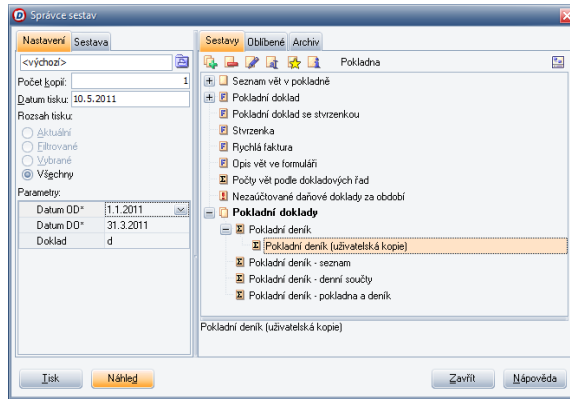 Správce sestav
Nastavení Sestava
<výchozí>
Počet kopií: 1
Datum tisku: 10.5.2011
Rozsah tisku:
Aktuální
Filtrované
Vybrané
Všechny
Parametry:
Datum OD* 1.1.2011
Datum DO* 31.3.2011
Doklad d
Sestavy Oblíbené Archiv
Pokladna
Seznam vět v pokladně
Pokladní doklad
Pokladní doklad se stvrzenkou
Stvrzenka
Rychlá faktura
Opis vět ve formuláři
Počty vět podle dokladových řad
Nezaúčtované daňové doklady za období
Pokladní doklady
Pokladní deník
Pokladní deník (uživatelská kopie)
Pokladní deník - seznam
Pokladní deník - denní součty
Pokladní deník - pokladna a deník
Pokladní deník (uživatelská kopie)
Tisk Náhled Zavřít Nápověda